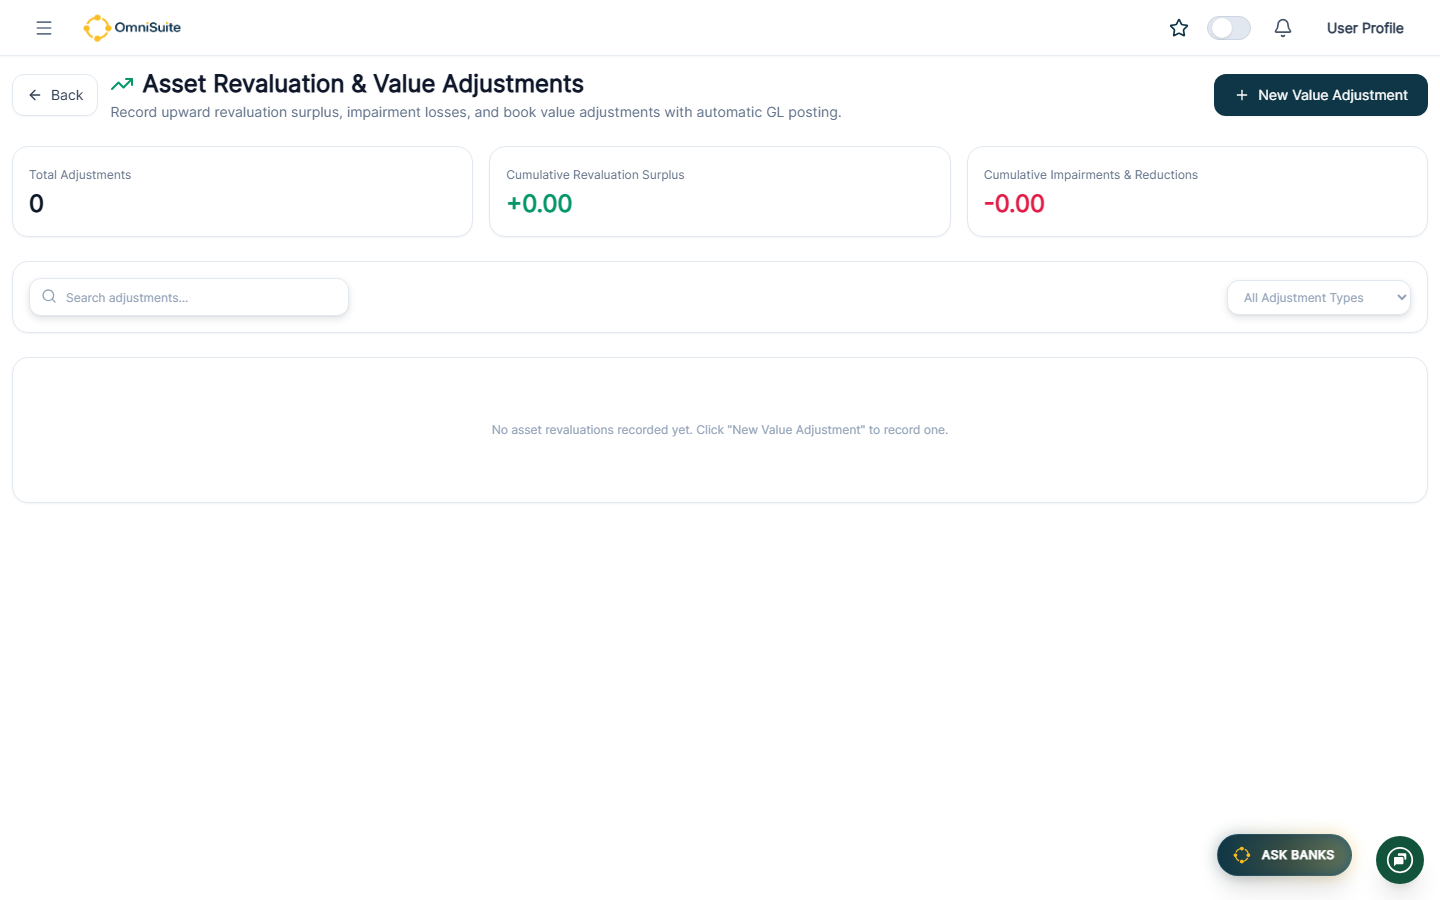 OmniSuite
User Profile
Back
Asset Revaluation & Value Adjustments
Record upward revaluation surplus, impairment losses, and book value adjustments with automatic GL posting.
New Value Adjustment
Total Adjustments
0
Cumulative Revaluation Surplus
+0.00
Cumulative Impairments & Reductions
-0.00
Search adjustments...
All Adjustment Types
No asset revaluations recorded yet. Click "New Value Adjustment" to record one.
ASK BANKS